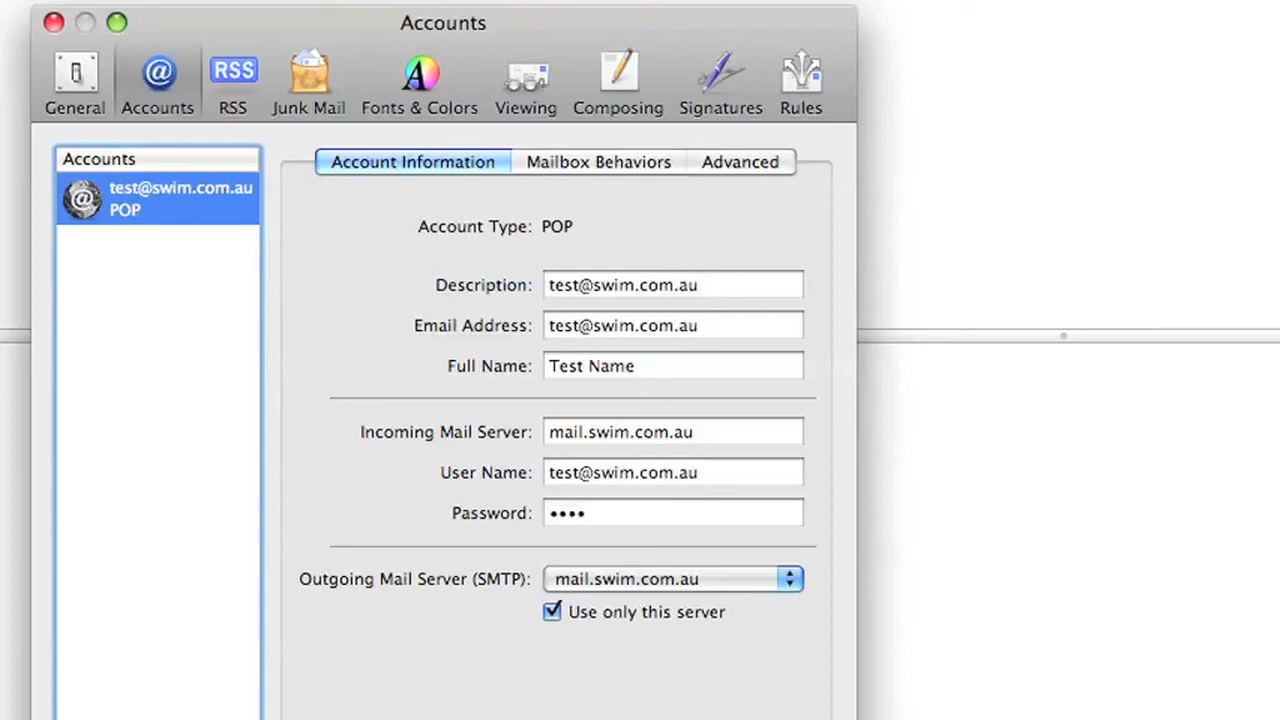 Accounts
General Accounts RSS Junk Mail Fonts & Colors Viewing Composing Signatures Rules
Accounts
test@swim.com.au
POP
Account Information Mailbox Behaviors Advanced
Account Type: POP
Description: test@swim.com.au
Email Address: test@swim.com.au
Full Name: Test Name
Incoming Mail Server: mail.swim.com.au
User Name: test@swim.com.au
Password: ••••
Outgoing Mail Server (SMTP): mail.swim.com.au
Use only this server